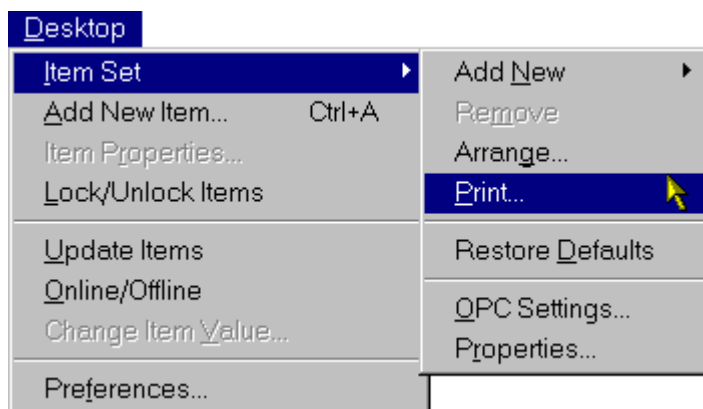 Desktop
Item Set
Add New Item... Ctrl+A
Item Properties...
Lock/Unlock Items
Update Items
Online/Offline
Change Item Value...
Preferences...
Add New
Remove
Arrange...
Print...
Restore Defaults
OPC Settings...
Properties...